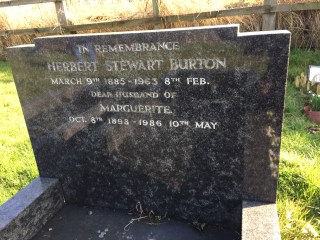 IN REMEMBRANCE
HERBERT STEWART BURTON
MARCH 9TH 1885-1963 8TH FEB.
DEAR HUSBAND OF
MARGUERITE.
OCT. 5TH 1893-1986 10TH MAY